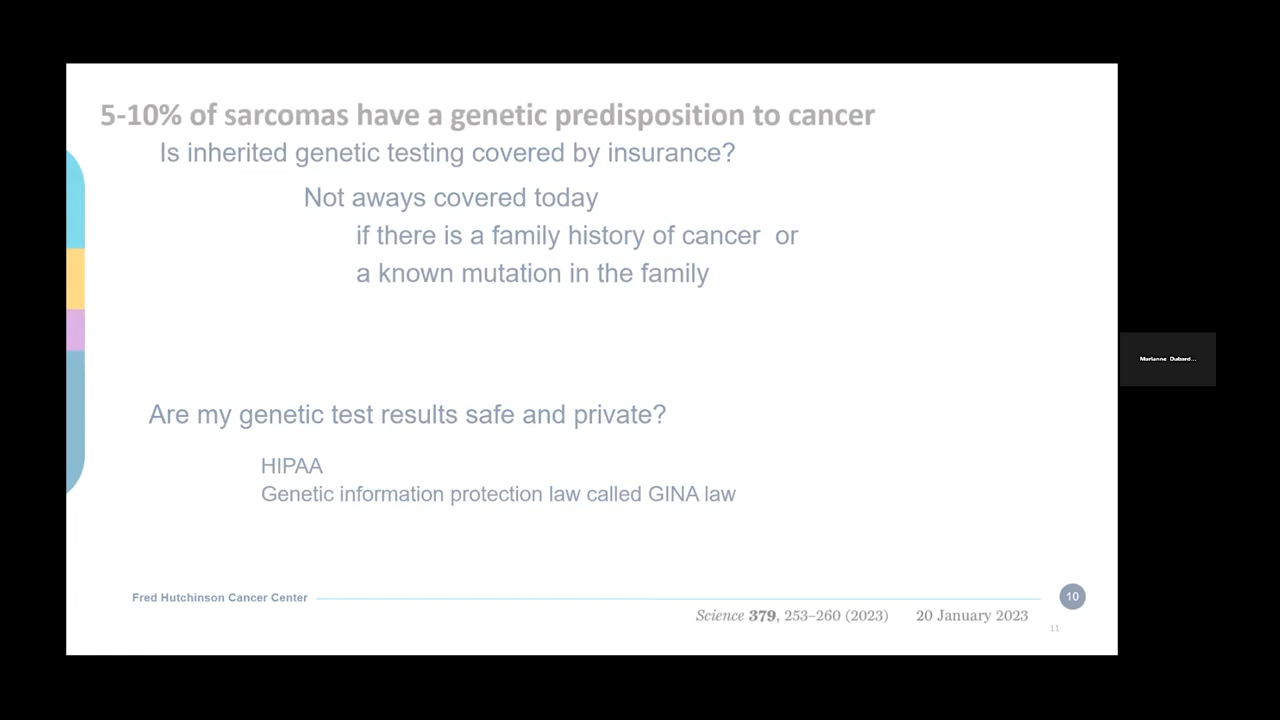 5-10% of sarcomas have a genetic predisposition to cancer
Is inherited genetic testing covered by insurance?
Not aways covered today
if there is a family history of cancer or
a known mutation in the family
Marianne Dubard...
Are my genetic test results safe and private?
HIPAA
Genetic information protection law called GINA law
Fred Hutchinson Cancer Center
10
Science 379, 253–260 (2023) 20 January 2023
11